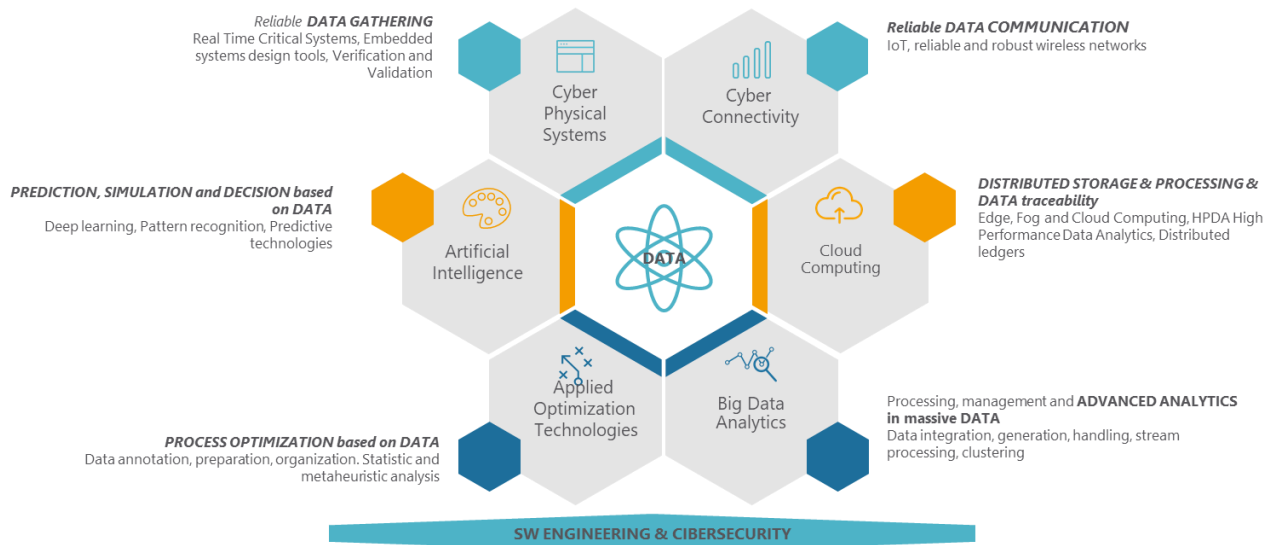 Reliable DATA GATHERING
Real Time Critical Systems, Embedded
systems design tools, Verification and
Validation
Reliable DATA COMMUNICATION
IoT, reliable and robust wireless networks
Cyber
Physical
Systems
Cyber
Connectivity
PREDICTION, SIMULATION and DECISION based
on DATA
Deep learning, Pattern recognition, Predictive
technologies
Artificial
Intelligence
DATA
Cloud
Computing
DISTRIBUTED STORAGE & PROCESSING &
DATA traceability
Edge, Fog and Cloud Computing, HPDA High
Performance Data Analytics, Distributed
ledgers
Applied
Optimization
Technologies
Big Data
Analytics
PROCESS OPTIMIZATION based on DATA
Data annotation, preparation, organization. Statistic and
metaheuristic analysis
Processing, management and ADVANCED ANALYTICS
in massive DATA
Data integration, generation, handling, stream
processing, clustering
SW ENGINEERING & CIBERSECURITY